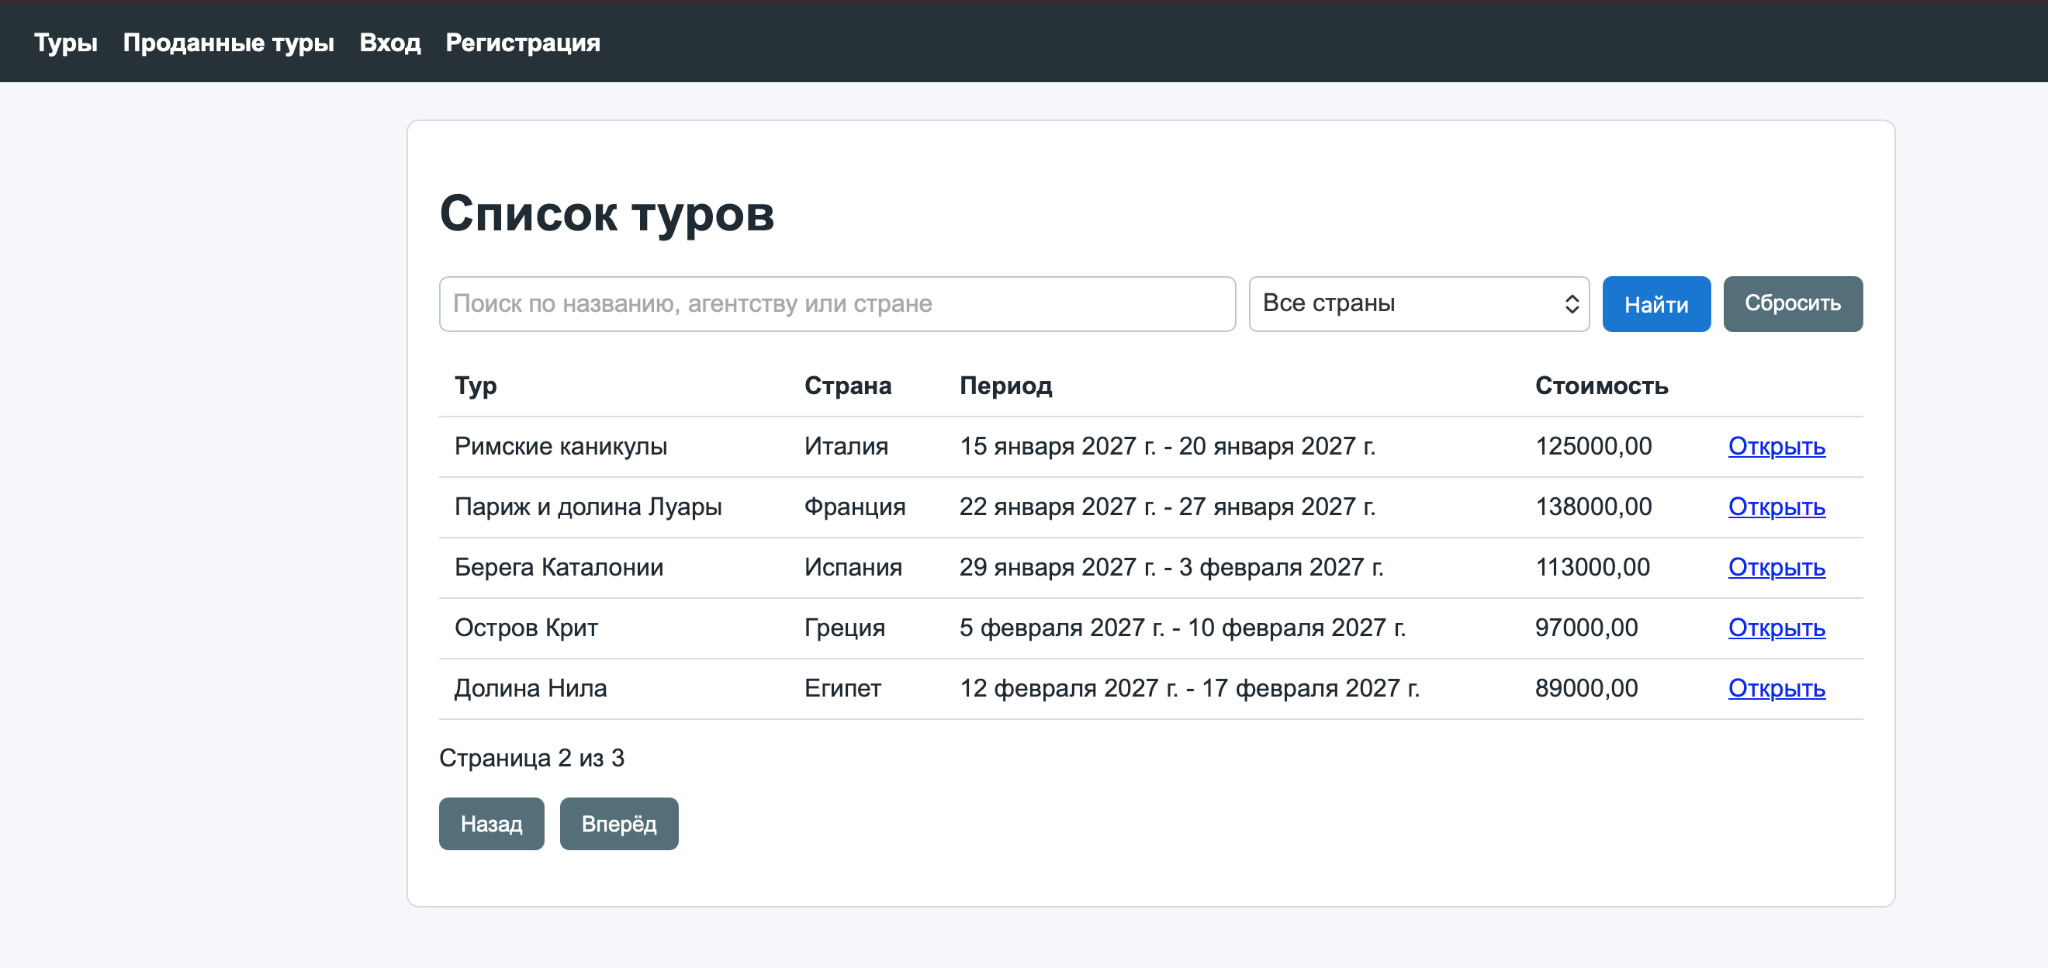 Туры Проданные туры Вход Регистрация
Список туров
Поиск по названию, агентству или стране Все страны Найти Сбросить
Тур Страна Период Стоимость
Римские каникулы Италия 15 января 2027 г. - 20 января 2027 г. 125000,00 Открыть
Париж и долина Луары Франция 22 января 2027 г. - 27 января 2027 г. 138000,00 Открыть
Берега Каталонии Испания 29 января 2027 г. - 3 февраля 2027 г. 113000,00 Открыть
Остров Крит Греция 5 февраля 2027 г. - 10 февраля 2027 г. 97000,00 Открыть
Долина Нила Египет 12 февраля 2027 г. - 17 февраля 2027 г. 89000,00 Открыть
Страница 2 из 3
Назад Вперёд